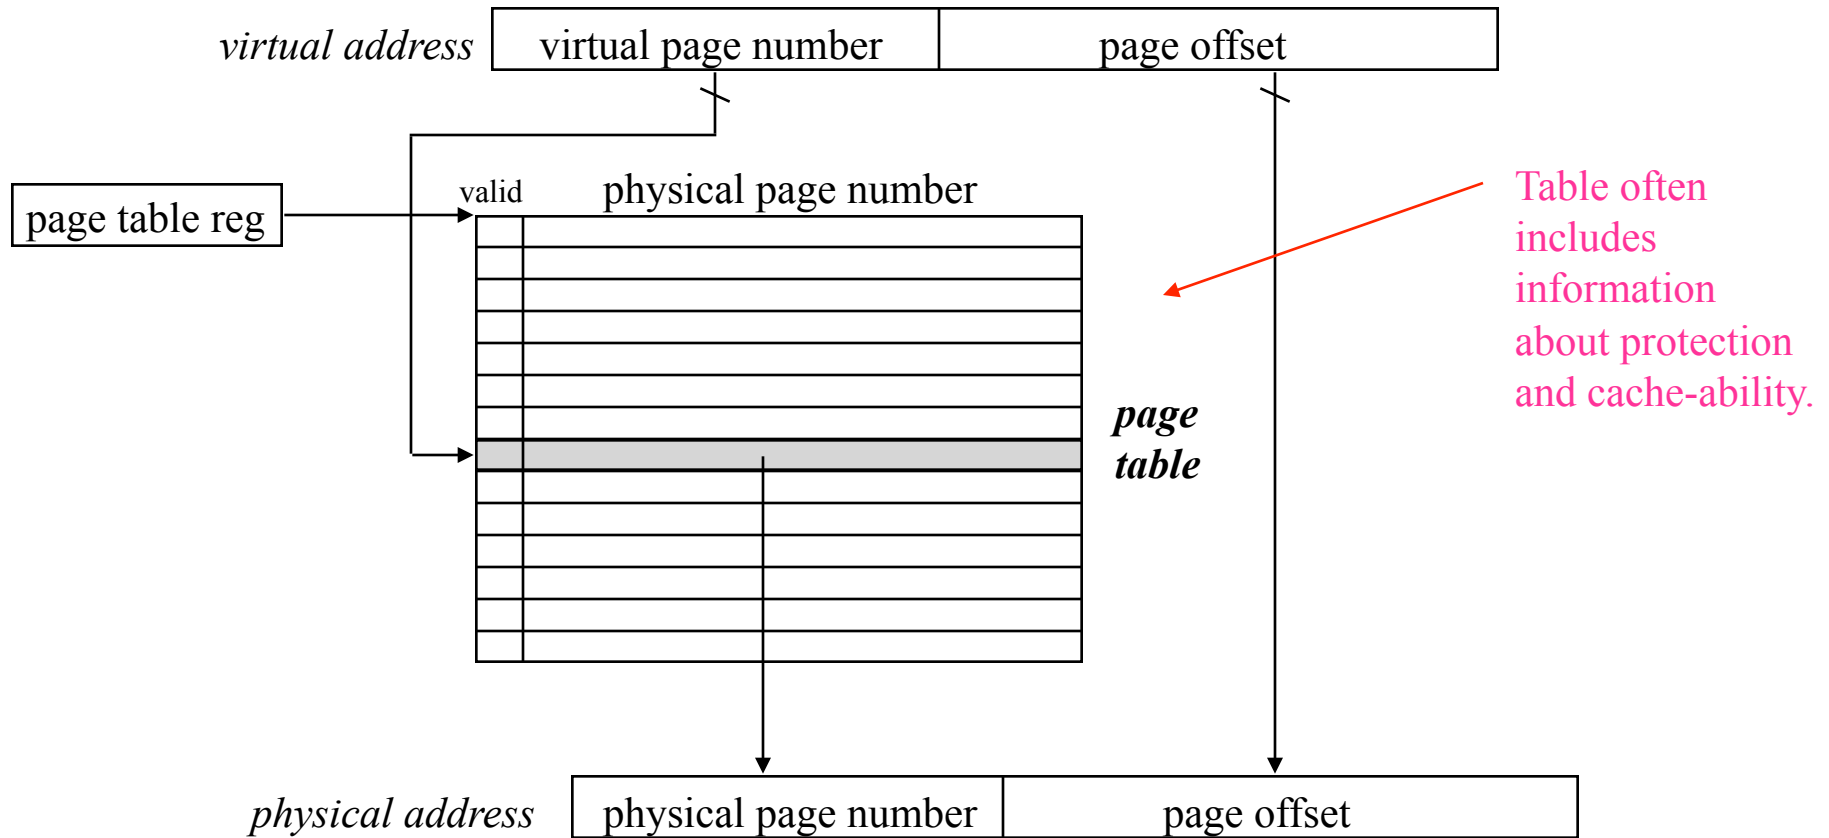 virtual address virtual page number page offset
valid physical page number
page table reg
Table often
includes
information
about protection
and cache-ability.
page
table
physical address physical page number page offset